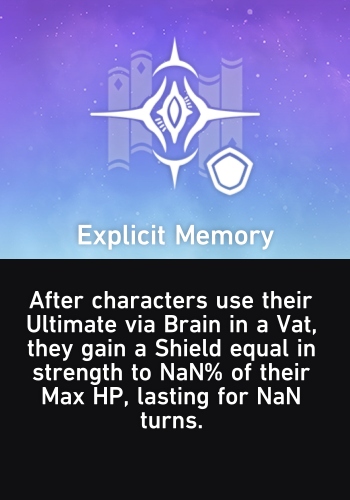 Explicit Memory
After characters use their
Ultimate via Brain in a Vat,
they gain a Shield equal in
strength to NaN% of their
Max HP, lasting for NaN
turns.